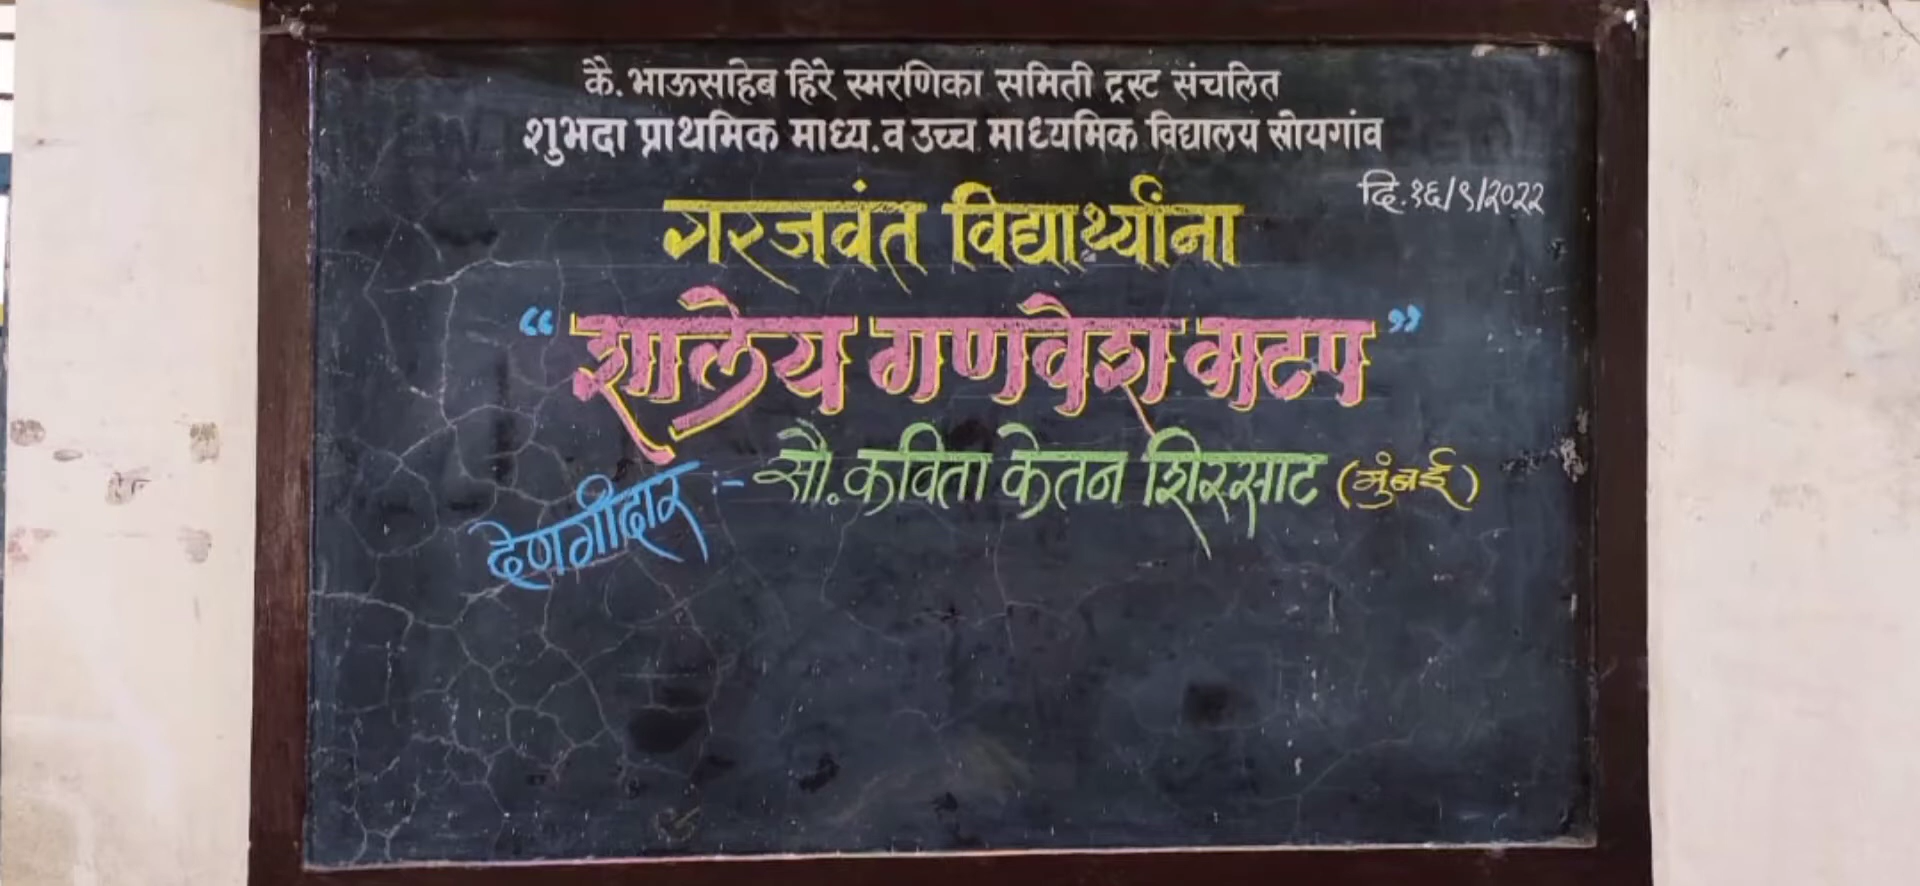 कै. भाऊसाहेब हिरे स्मरणिका समिती ट्रस्ट संचलित
शुभदा प्राथमिक माध्य. व उच्च माध्यमिक विद्यालय सोयगांव
दि. १६/९/२०२२
गरजवंत विद्यार्थ्यांना
“शालेय गणवेश वाटप”
देणगीदार :- सौ. कविता केतन शिरसाट (मुंबई)